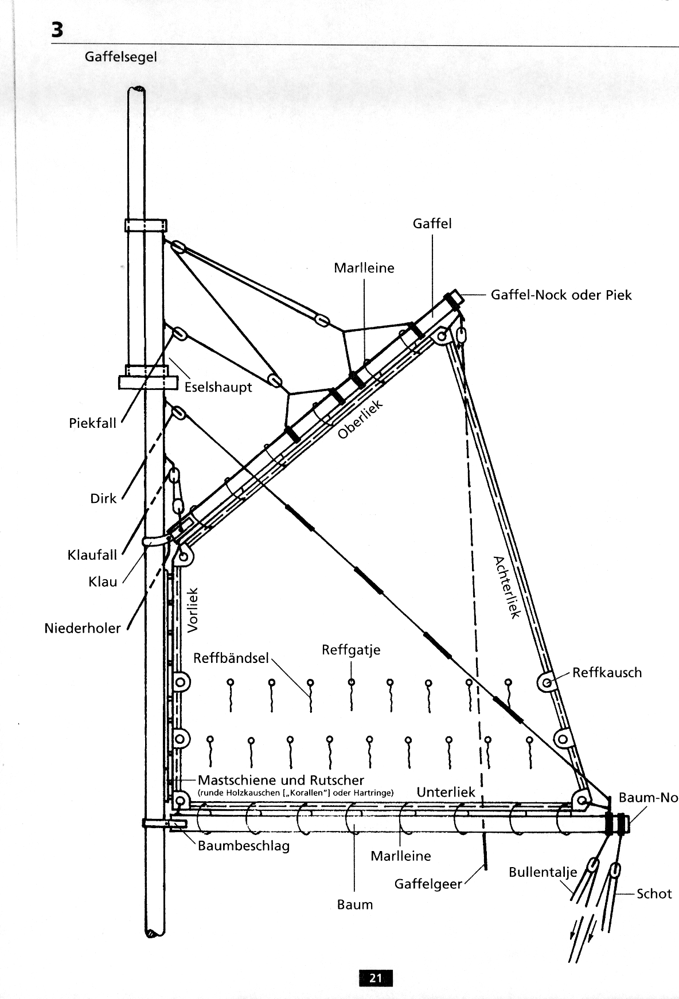 3
Gaffelsegel
Gaffel
Marlleine
Gaffel-Nock oder Piek
Eselshaupt
Piekfall
Oberliek
Dirk
Klaufall
Klau
Achterliek
Vorliek
Niederholer
Reffbändsel
Reffgatje
Reffkausch
Mastschiene und Rutscher
(runde Holzkauschen [„Korallen"] oder Hartringe)
Unterliek
Baum-No
Baumbeschlag
Marlleine
Bullentalje
Gaffelgeer
Schot
Baum
21